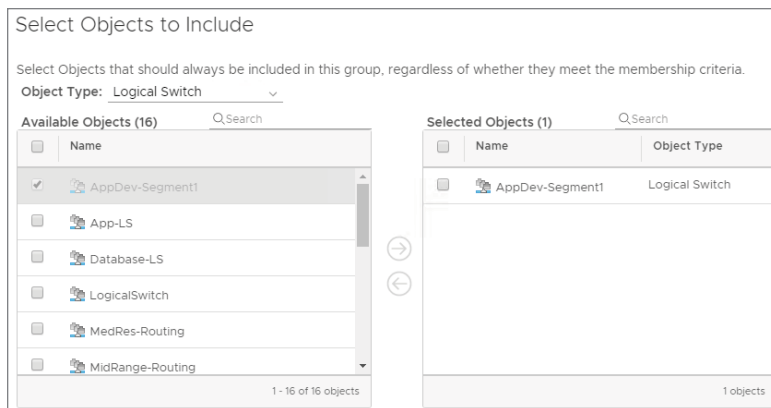 Select Objects to Include
Select Objects that should always be included in this group, regardless of whether they meet the membership criteria.
Object Type: Logical Switch
Available Objects (16) Search
Selected Objects (1) Search
Name
Name Object Type
AppDev-Segment1
AppDev-Segment1 Logical Switch
App-LS
Database-LS
LogicalSwitch
MedRes-Routing
MidRange-Routing
1 - 16 of 16 objects
1 objects